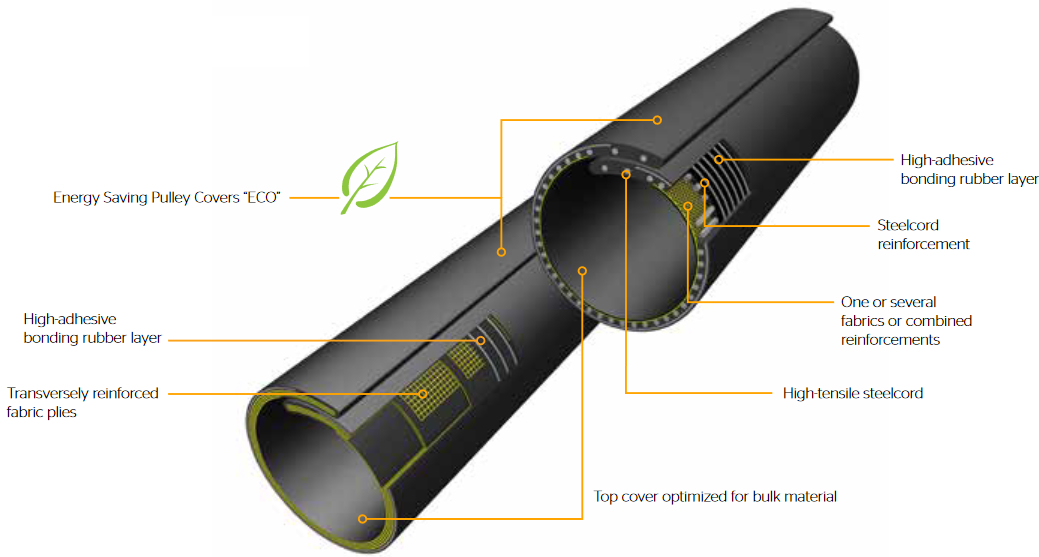 High-adhesive
bonding rubber layer
Energy Saving Pulley Covers “ECO”
Steelcord
reinforcement
One or several
fabrics or combined
reinforcements
High-adhesive
bonding rubber layer
Transversely reinforced
fabric plies
High-tensile steelcord
Top cover optimized for bulk material